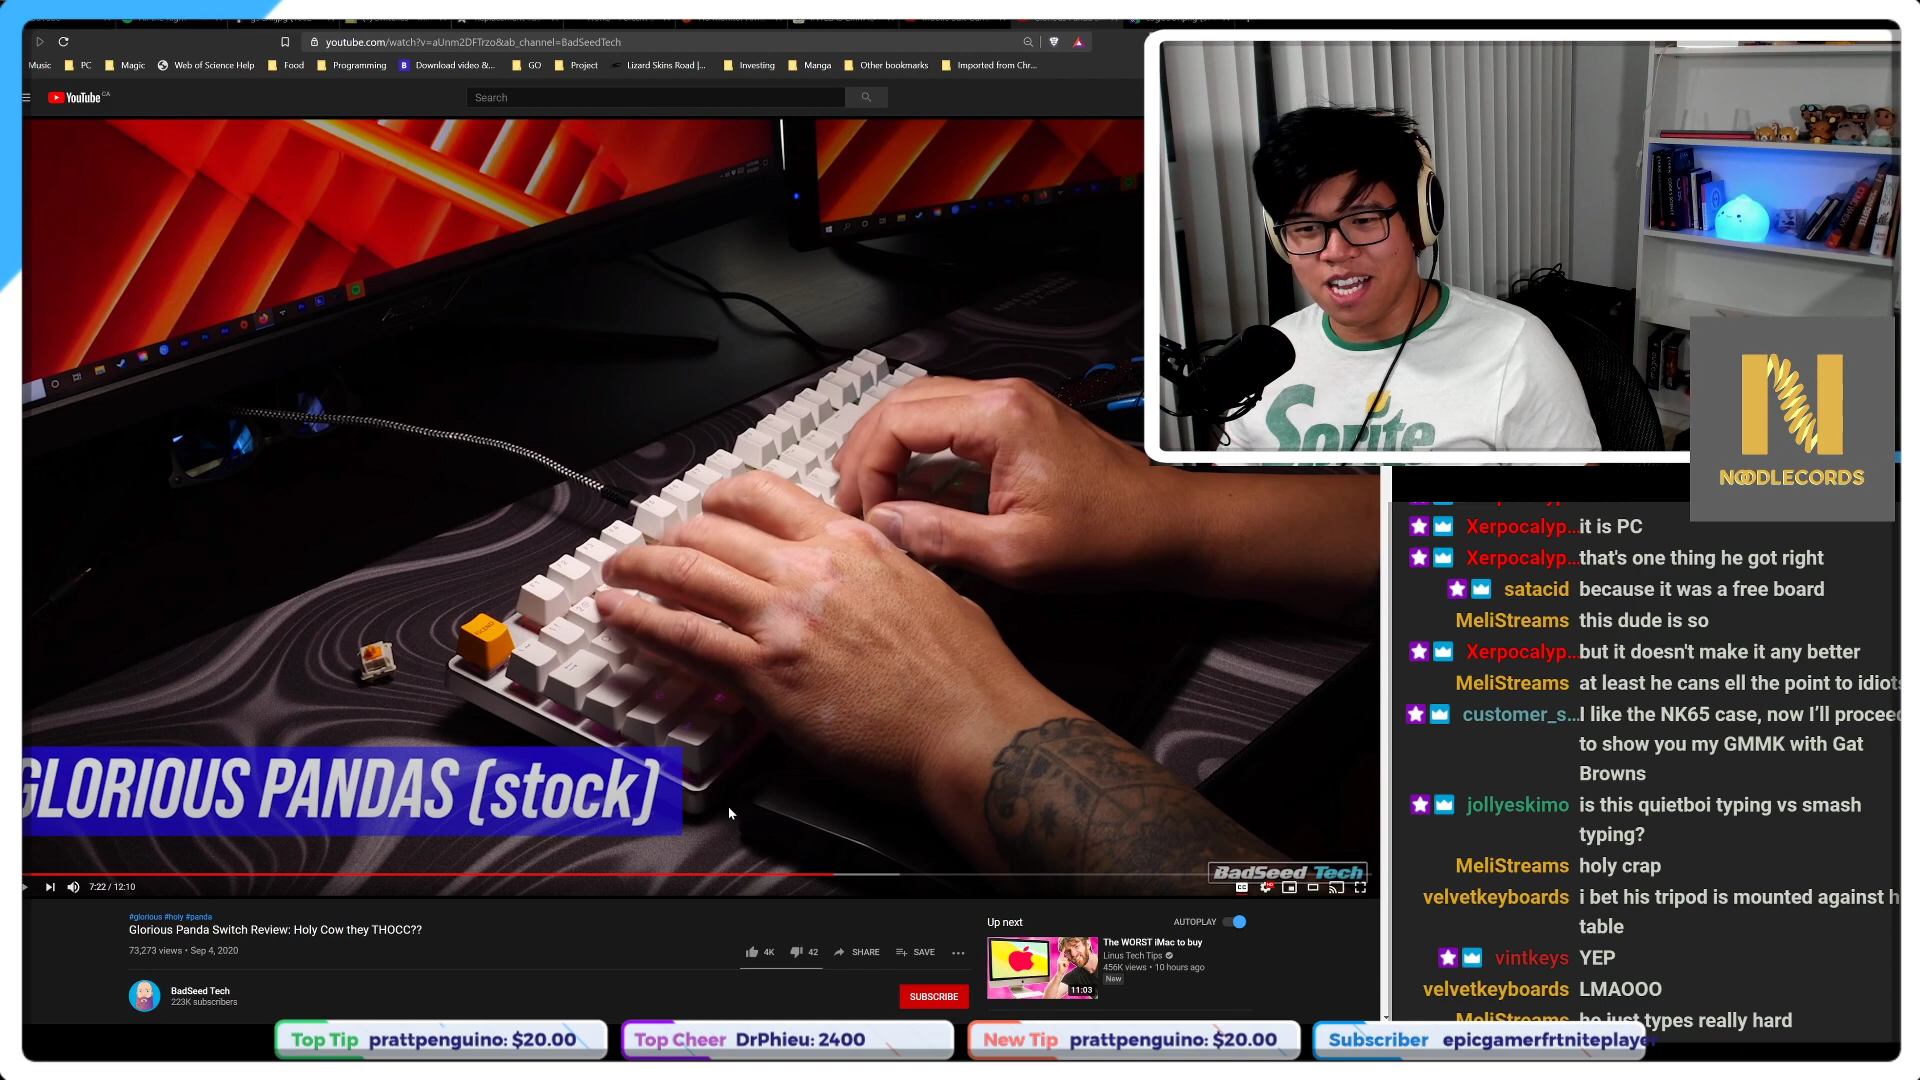 youtube.com/watch?v=aUnm2DFTrzo&ab_channel=BadSeedTech
Music PC Magic Web of Science Help Food Programming Download video &... GO Project Lizard Skins Road |... Investing Manga Other bookmarks Imported from Chr...
YouTube CA
Search
GLORIOUS PANDAS (stock)
BadSeed Tech
7:22 / 12:10
#glorious #holy #panda
Glorious Panda Switch Review: Holy Cow they THOCC??
73,273 views • Sep 4, 2020
4K 42 SHARE SAVE
BadSeed Tech
223K subscribers
SUBSCRIBE
Up next
AUTOPLAY
The WORST iMac to buy
Linus Tech Tips
456K views • 10 hours ago
New
11:03
Sprite
N
NOODLECORDS
Xerpocalyp... it is PC
Xerpocalyp... that's one thing he got right
satacid because it was a free board
MeliStreams this dude is so
Xerpocalyp... but it doesn't make it any better
MeliStreams at least he cans ell the point to idiots
customer_s... I like the NK65 case, now I'll proceed
to show you my GMMK with Gat
Browns
jollyeskimo is this quietboi typing vs smash
typing?
MeliStreams holy crap
velvetkeyboards i bet his tripod is mounted against h
table
vintkeys YEP
velvetkeyboards LMAOOO
MeliStreams he just types really hard
Top Tip prattpenguino: $20.00
Top Cheer DrPhieu: 2400
New Tip prattpenguino: $20.00
Subscriber epicgamerfrtniteplayer